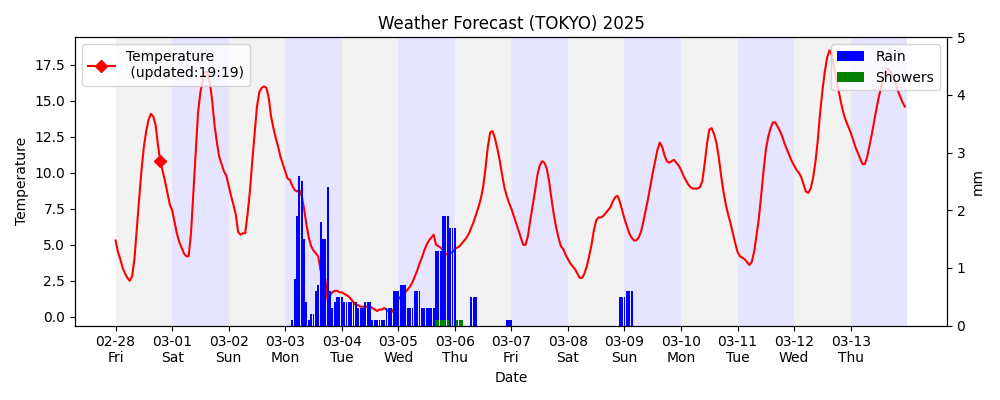 Weather Forecast (TOKYO) 2025
Temperature
(updated:19:19)
Rain
Showers
Temperature
17.5
15.0
12.5
10.0
7.5
5.0
2.5
0.0
5
4
3
2
1
0
mm
02-28 03-01 03-02 03-03 03-04 03-05 03-06 03-07 03-08 03-09 03-10 03-11 03-12 03-13
Fri Sat Sun Mon Tue Wed Thu Fri Sat Sun Mon Tue Wed Thu
Date